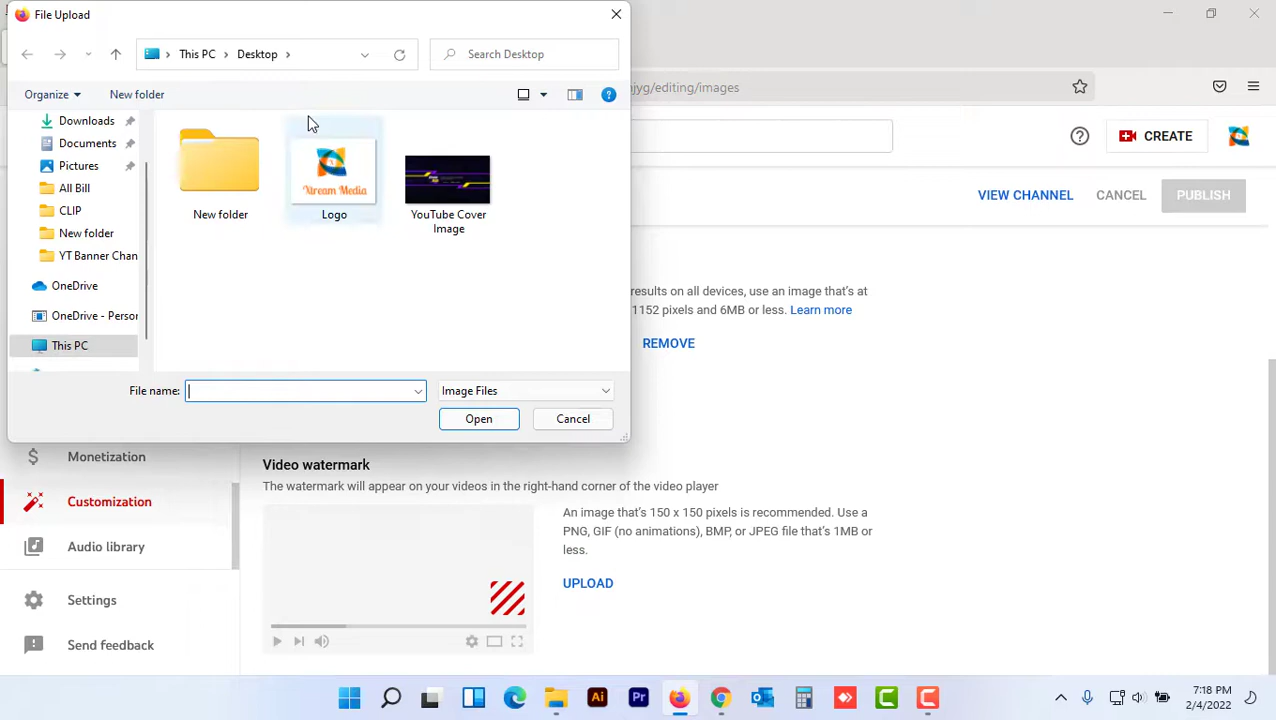 File Upload
This PC
Desktop
Search Desktop
Organize
New folder
Downloads
Documents
Pictures
All Bill
CLIP
New folder
YT Banner Chan
OneDrive
OneDrive - Person
This PC
New folder
Xtream Media
Logo
YouTube Cover
Image
File name:
Image Files
Open
Cancel
jyg/editing/images
CREATE
VIEW CHANNEL
CANCEL
PUBLISH
results on all devices, use an image that's at
1152 pixels and 6MB or less. Learn more
REMOVE
Monetization
Customization
Audio library
Settings
Send feedback
Video watermark
The watermark will appear on your videos in the right-hand corner of the video player
An image that's 150 x 150 pixels is recommended. Use a
PNG, GIF (no animations), BMP, or JPEG file that's 1MB or
less.
UPLOAD
Ai
Pr
7:18 PM
2/4/2022